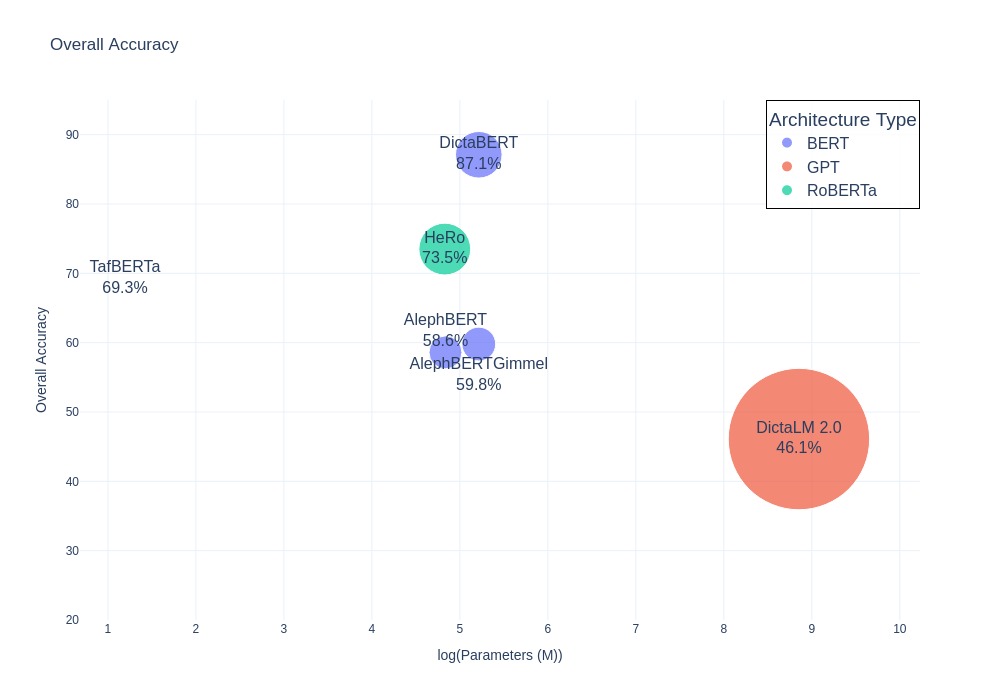 Overall Accuracy
Architecture Type
BERT
GPT
RoBERTa
Overall Accuracy
90
80
70
60
50
40
30
20
DictaBERT
87.1%
HeRo
73.5%
TafBERTa
69.3%
AlephBERT
58.6%
AlephBERTGimmel
59.8%
DictaLM 2.0
46.1%
1
2
3
4
5
6
7
8
9
10
log(Parameters (M))